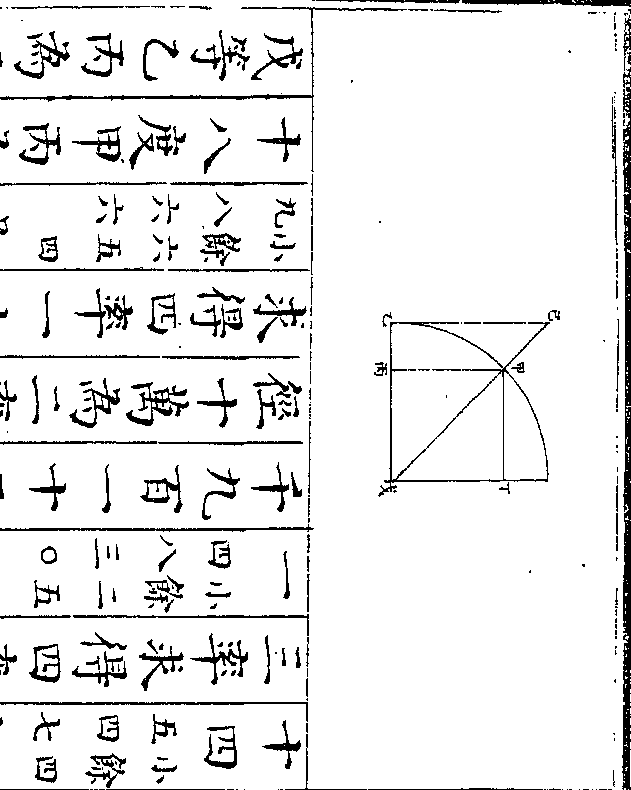 十四小餘四
五四七
三率求得四
一小餘二五
四八三〇
千九百一十
徑十萬為二
求得四率一
小餘六五四
九八六六
十八度甲丙
戊等乙丙為
己
乙
甲
丙
丁
戊